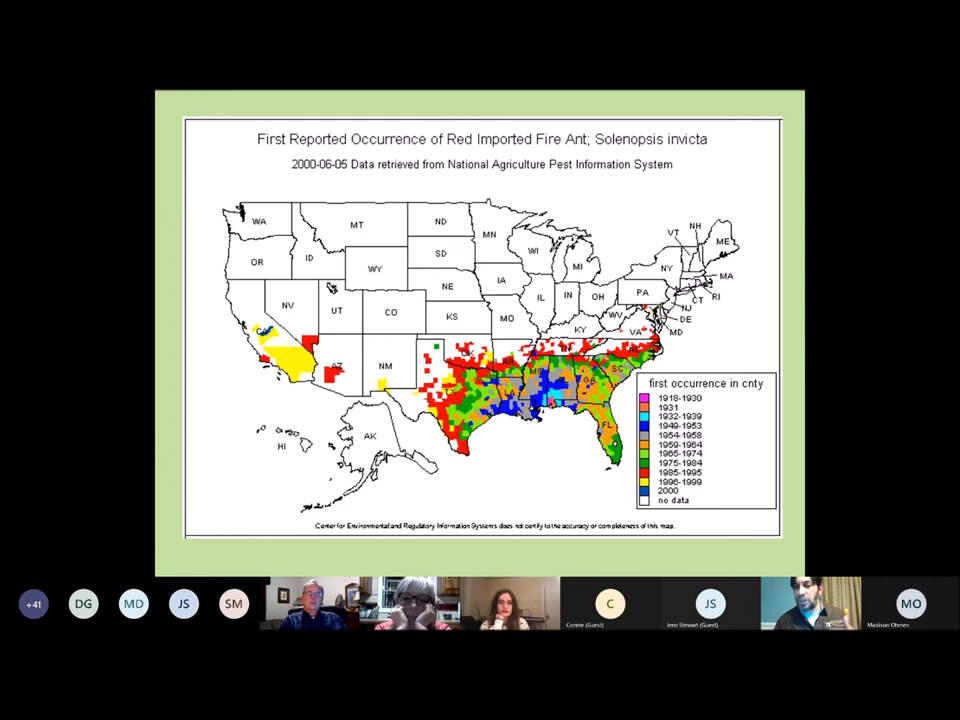 First Reported Occurrence of Red Imported Fire Ant; Solenopsis invicta
2000-06-05 Data retrieved from National Agriculture Pest Information System
WA
MT
ND
MN
VT
NH
ME
OR
ID
WY
SD
WI
MI
NY
MA
NV
UT
CO
NE
IA
IL
IN
OH
PA
CT
RI
NJ
DE
MD
CA
KS
MO
KY
WV
VA
AZ
NM
OK
AR
TN
NC
TX
LA
MS
AL
GA
SC
FL
HI
AK
first occurrence in cnty
1918-1930
1931
1932-1939
1949-1953
1954-1958
1959-1964
1965-1974
1975-1984
1985-1995
1996-1999
2000
no data
Center for Environmental and Regulatory Information Systems does not certify to the accuracy or completeness of this map.
+41
DG
MD
JS
SM
C
Connie (Guest)
JS
Jenn Stewart (Guest)
MO
Madison Ohmen